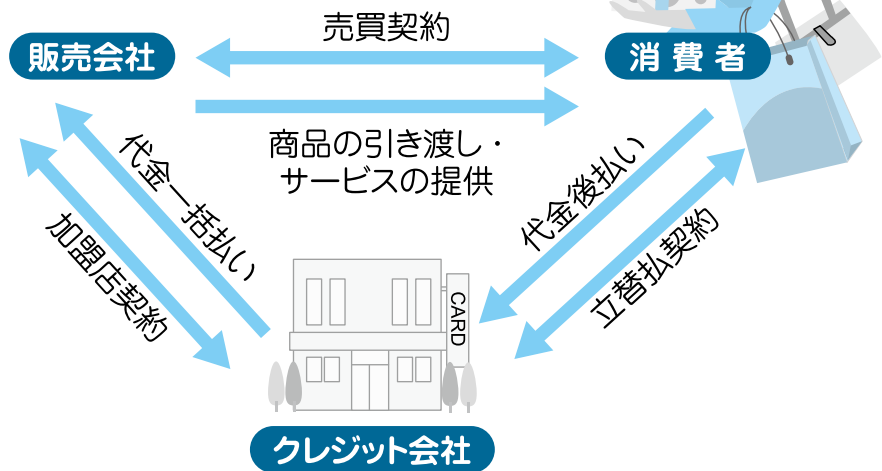 売買契約
販売会社
消費者
商品の引き渡し・
サービスの提供
代金一括払い
加盟店契約
代金後払い
立替払契約
CARD
クレジット会社